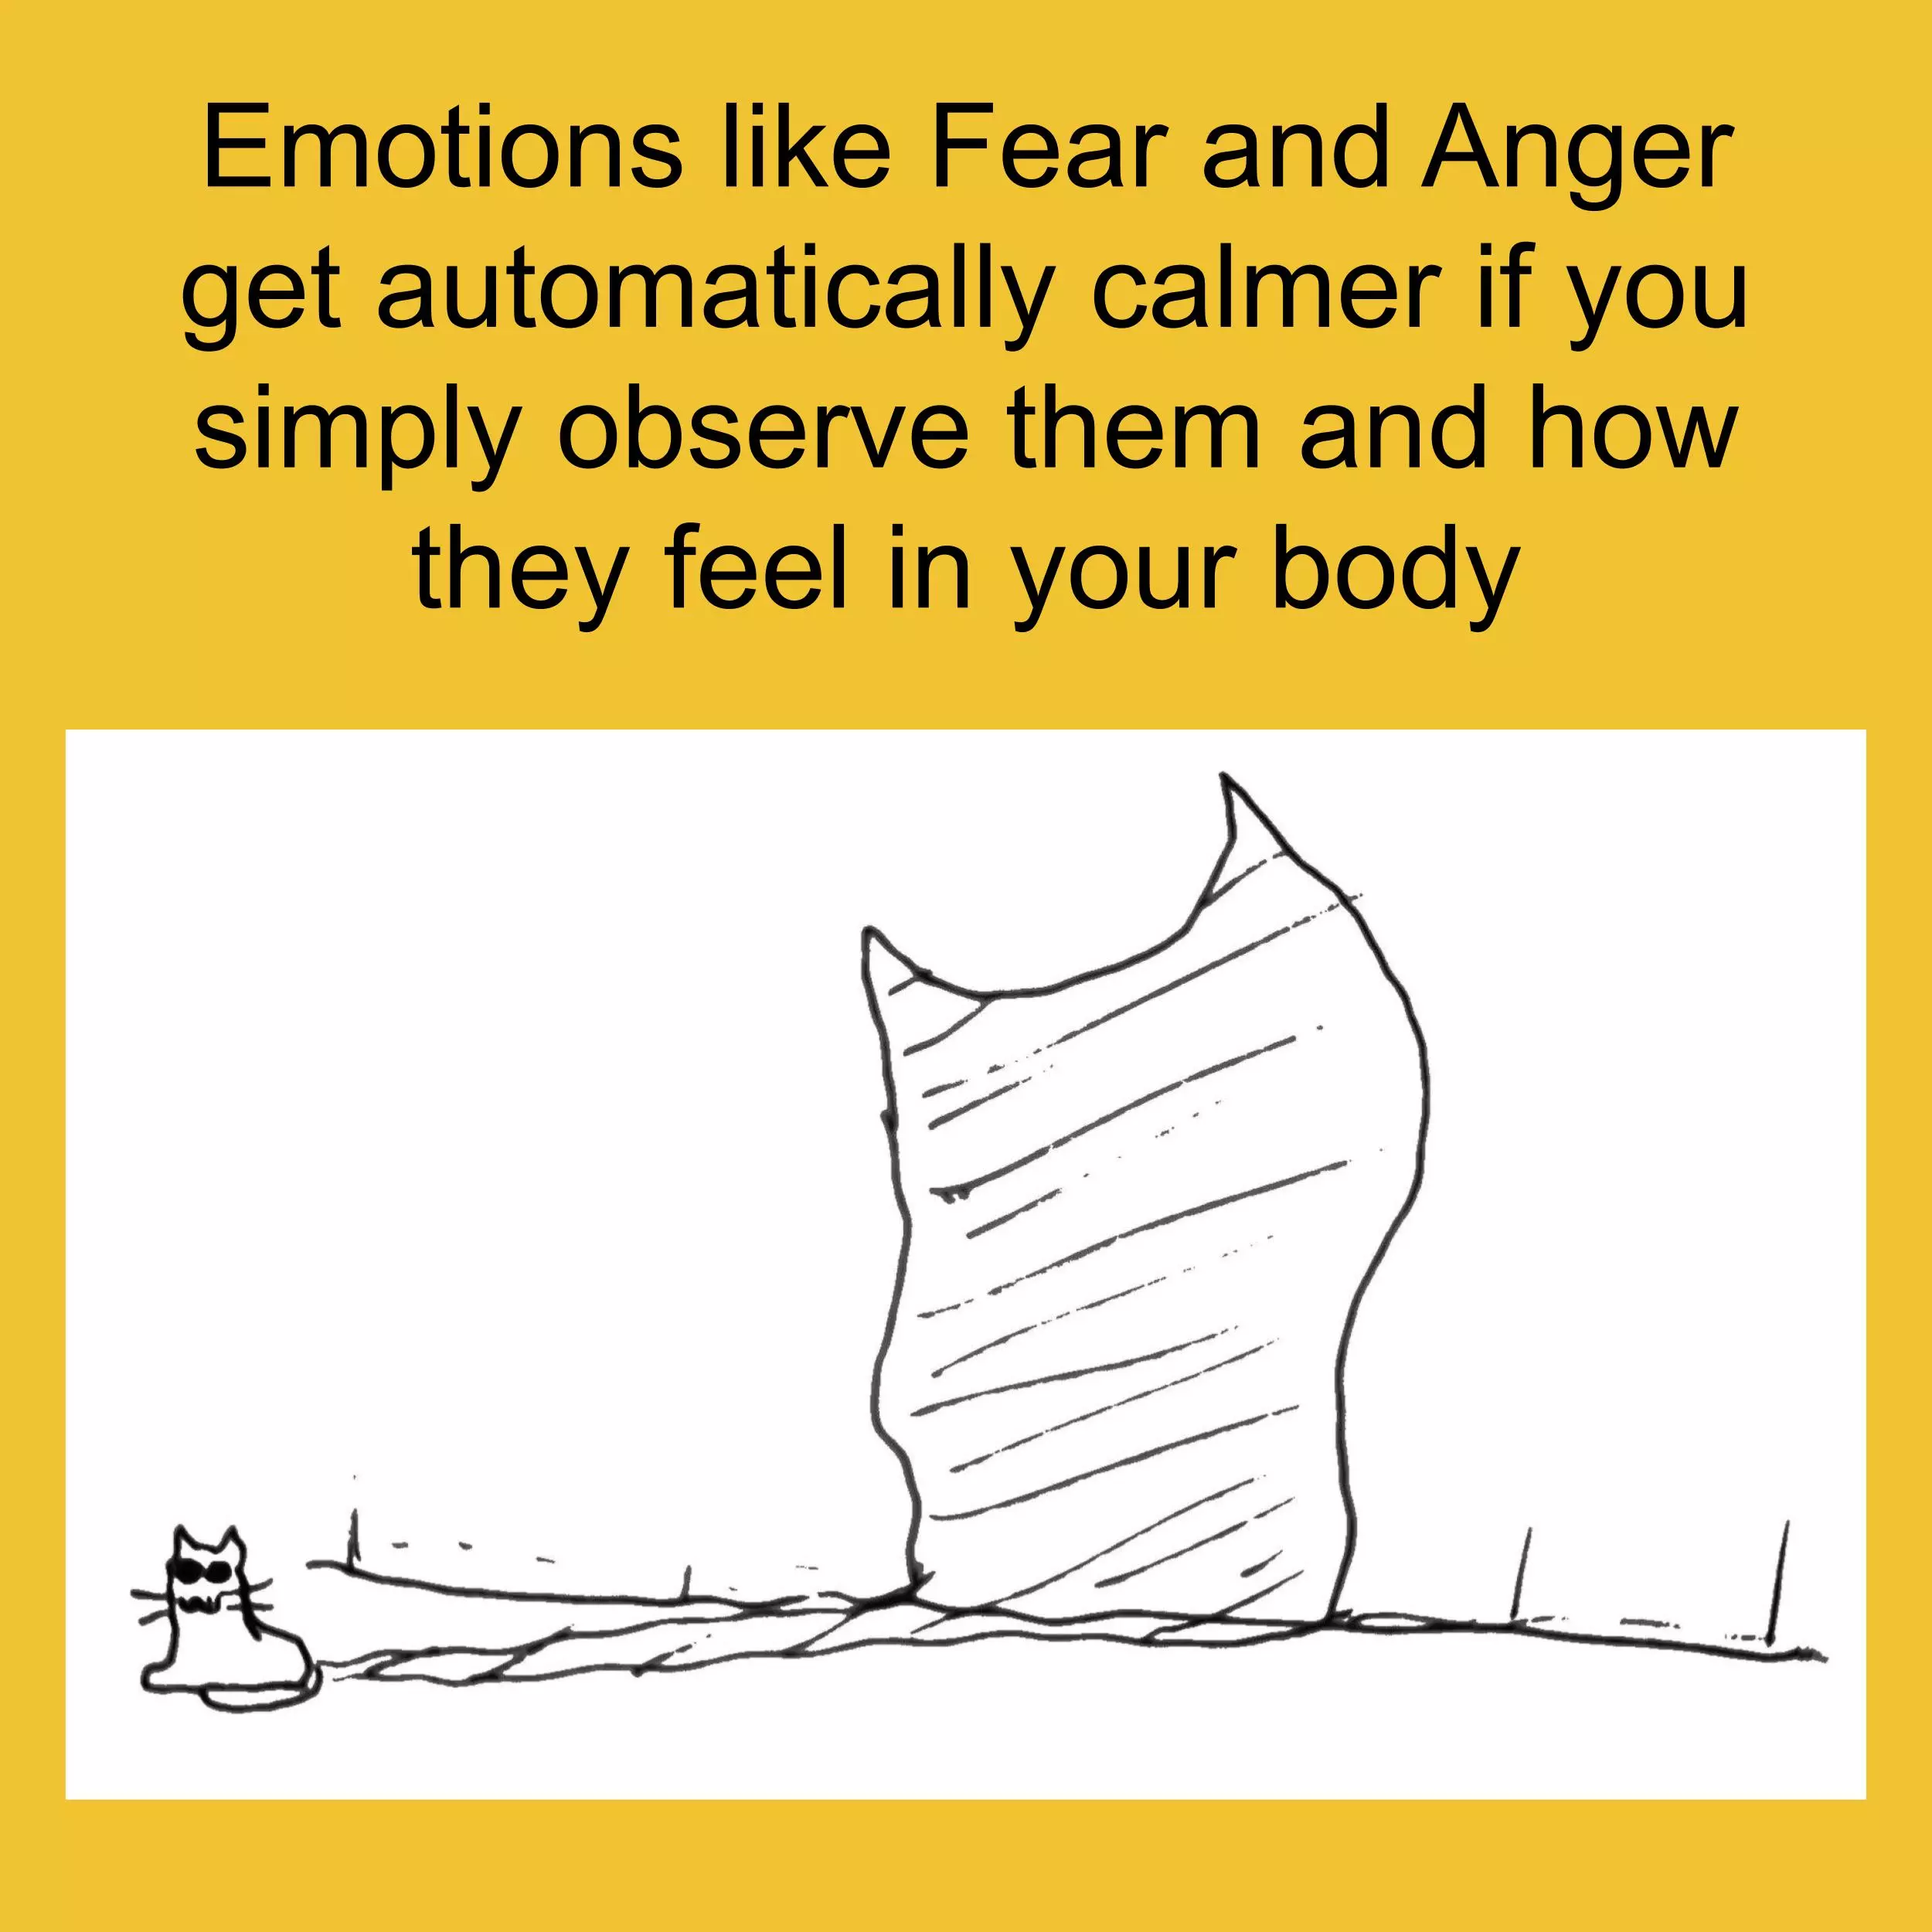 Emotions like Fear and Anger
get automatically calmer if you
simply observe them and how
they feel in your body